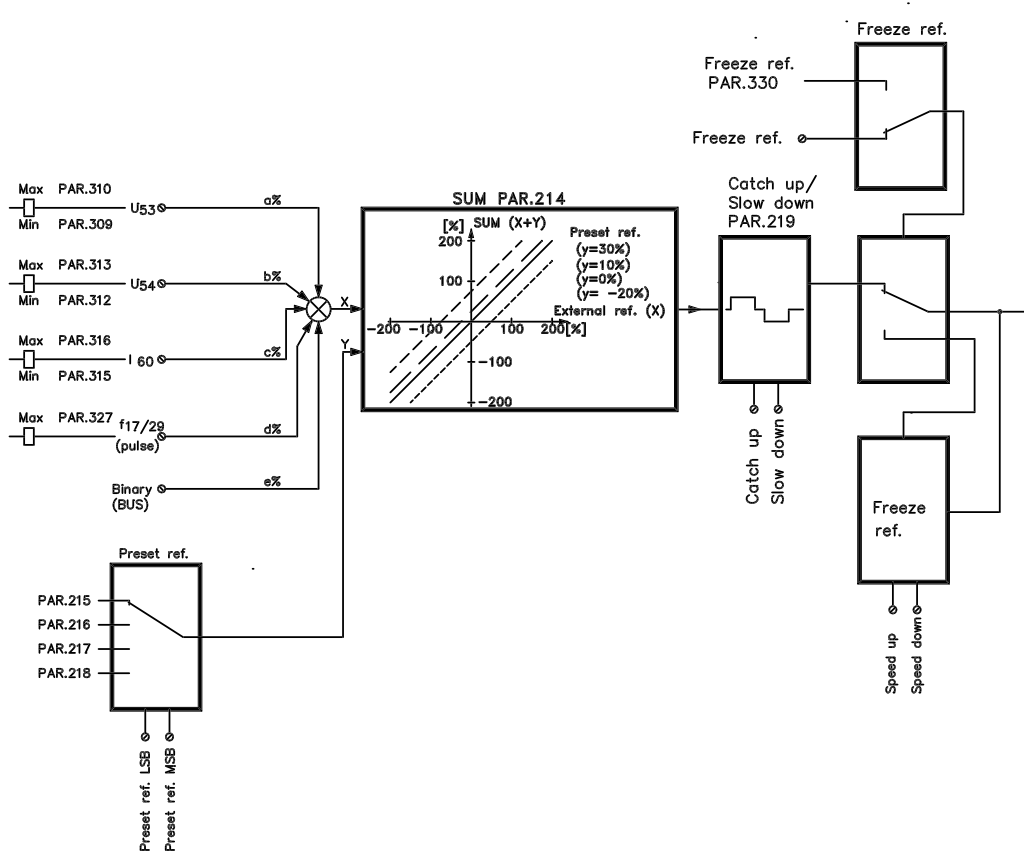 Freeze ref.
Freeze ref.
PAR.330
Freeze ref.
Catch up/
Slow down
PAR.219
Max PAR.310
U53
a%
Min PAR.309
Max PAR.313
U54
b%
Min PAR.312
Max PAR.316
I 60
c%
Min PAR.315
Max PAR.327
f17/29
(pulse)
d%
Binary
(BUS)
e%
X
Y
SUM PAR.214
[%] SUM (X+Y)
200
100
-200 -100 100 200[%]
-100
-200
Preset ref.
(y=30%)
(y=10%)
(y=0%)
(y= -20%)
External ref. (X)
Catch up
Slow down
Freeze
ref.
Speed up
Speed down
Preset ref.
PAR.215
PAR.216
PAR.217
PAR.218
Preset ref. LSB
Preset ref. MSB